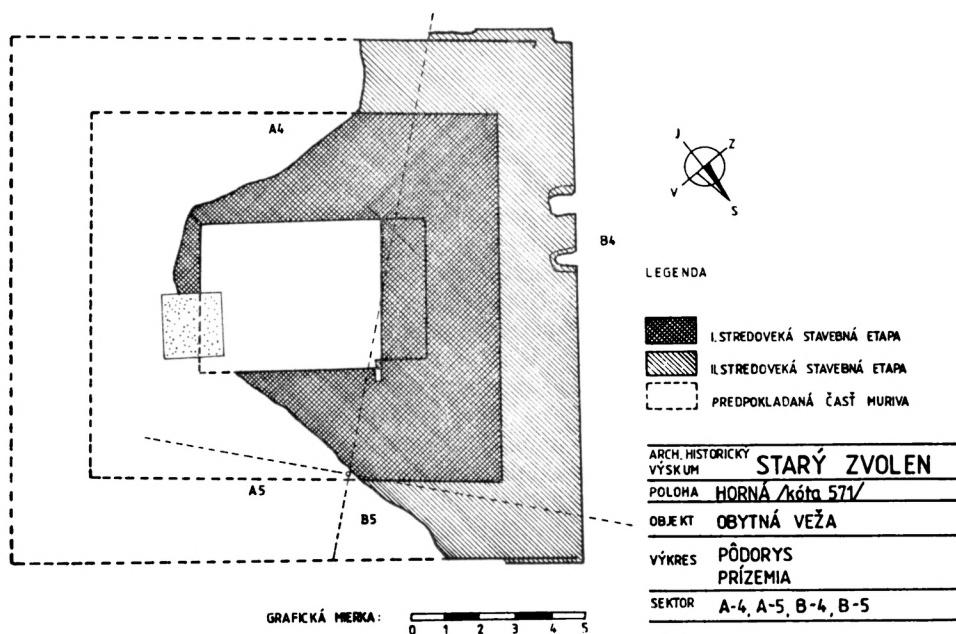 A4
J
Z
V
S
B4
LEGENDA
I. STREDOVEKÁ STAVEBNÁ ETAPA
II. STREDOVEKÁ STAVEBNÁ ETAPA
PREDPOKLADANÁ ČASŤ MURIVA
A5
B5
ARCH. HISTORICKÝ VÝSKUM STARÝ ZVOLEN
POLOHA HORNÁ /kóta 571/
OBJEKT OBYTNÁ VEŽA
VÝKRES PÔDORYS
PRÍZEMIA
SEKTOR A-4, A-5, B-4, B-5
GRAFICKÁ MIERKA:
0 1 2 3 4 5